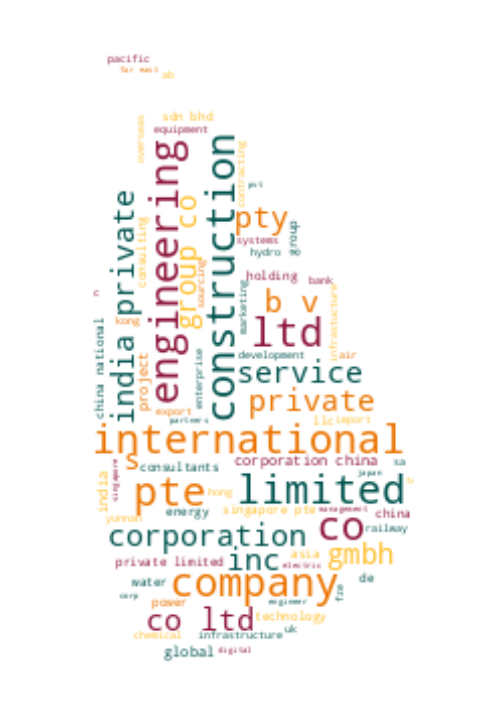 pacific
far east
ab
sdn bhd
overseas
equipment
engineering
construction
contracting
pvt
india private
group co
pty
consulting
systems
hydro
group
sourcing
holding
bank
marketing
c
b v
infrastructure
kong
ltd
china national
project
enterprise
development
air
service
export
private
partners
llc
import
international
s
consultants
corporation china
sa
singapore
japan
india
pte
hong
limited
energy
singapore pte
management
china
yunnan
co
railway
corporation
private limited
inc
electric
asia
gmbh
water
company
de
fze
corp
power
engineer
co ltd
technology
chemical
infrastructure
uk
global
digital